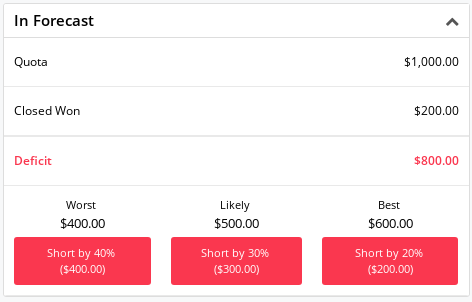 In Forecast
Quota $1,000.00
Closed Won $200.00
Deficit $800.00
Worst Likely Best
$400.00 $500.00 $600.00
Short by 40% Short by 30% Short by 20%
($400.00) ($300.00) ($200.00)